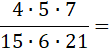 4 · 5 · 7
15 · 6 · 21 =